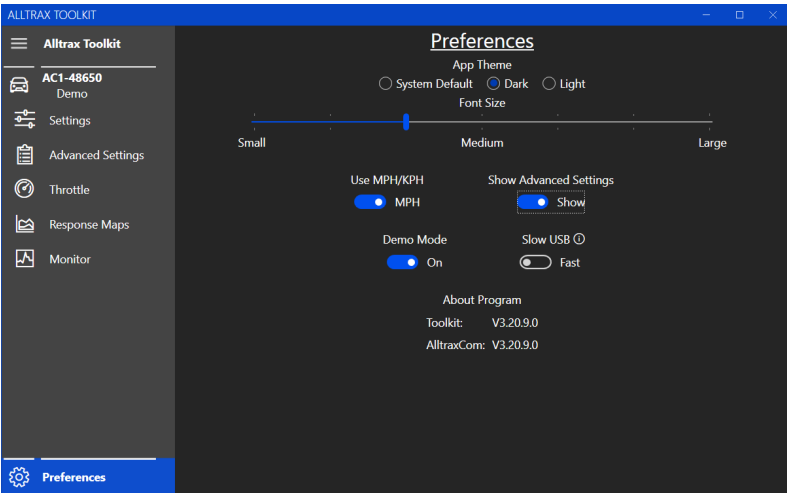 ALLTRAX TOOLKIT
Alltrax Toolkit
AC1-48650
Demo
Settings
Advanced Settings
Throttle
Response Maps
Monitor
Preferences
Preferences
App Theme
System Default Dark Light
Font Size
Small Medium Large
Use MPH/KPH Show Advanced Settings
MPH Show
Demo Mode Slow USB
On Fast
About Program
Toolkit: V3.20.9.0
AlltraxCom: V3.20.9.0